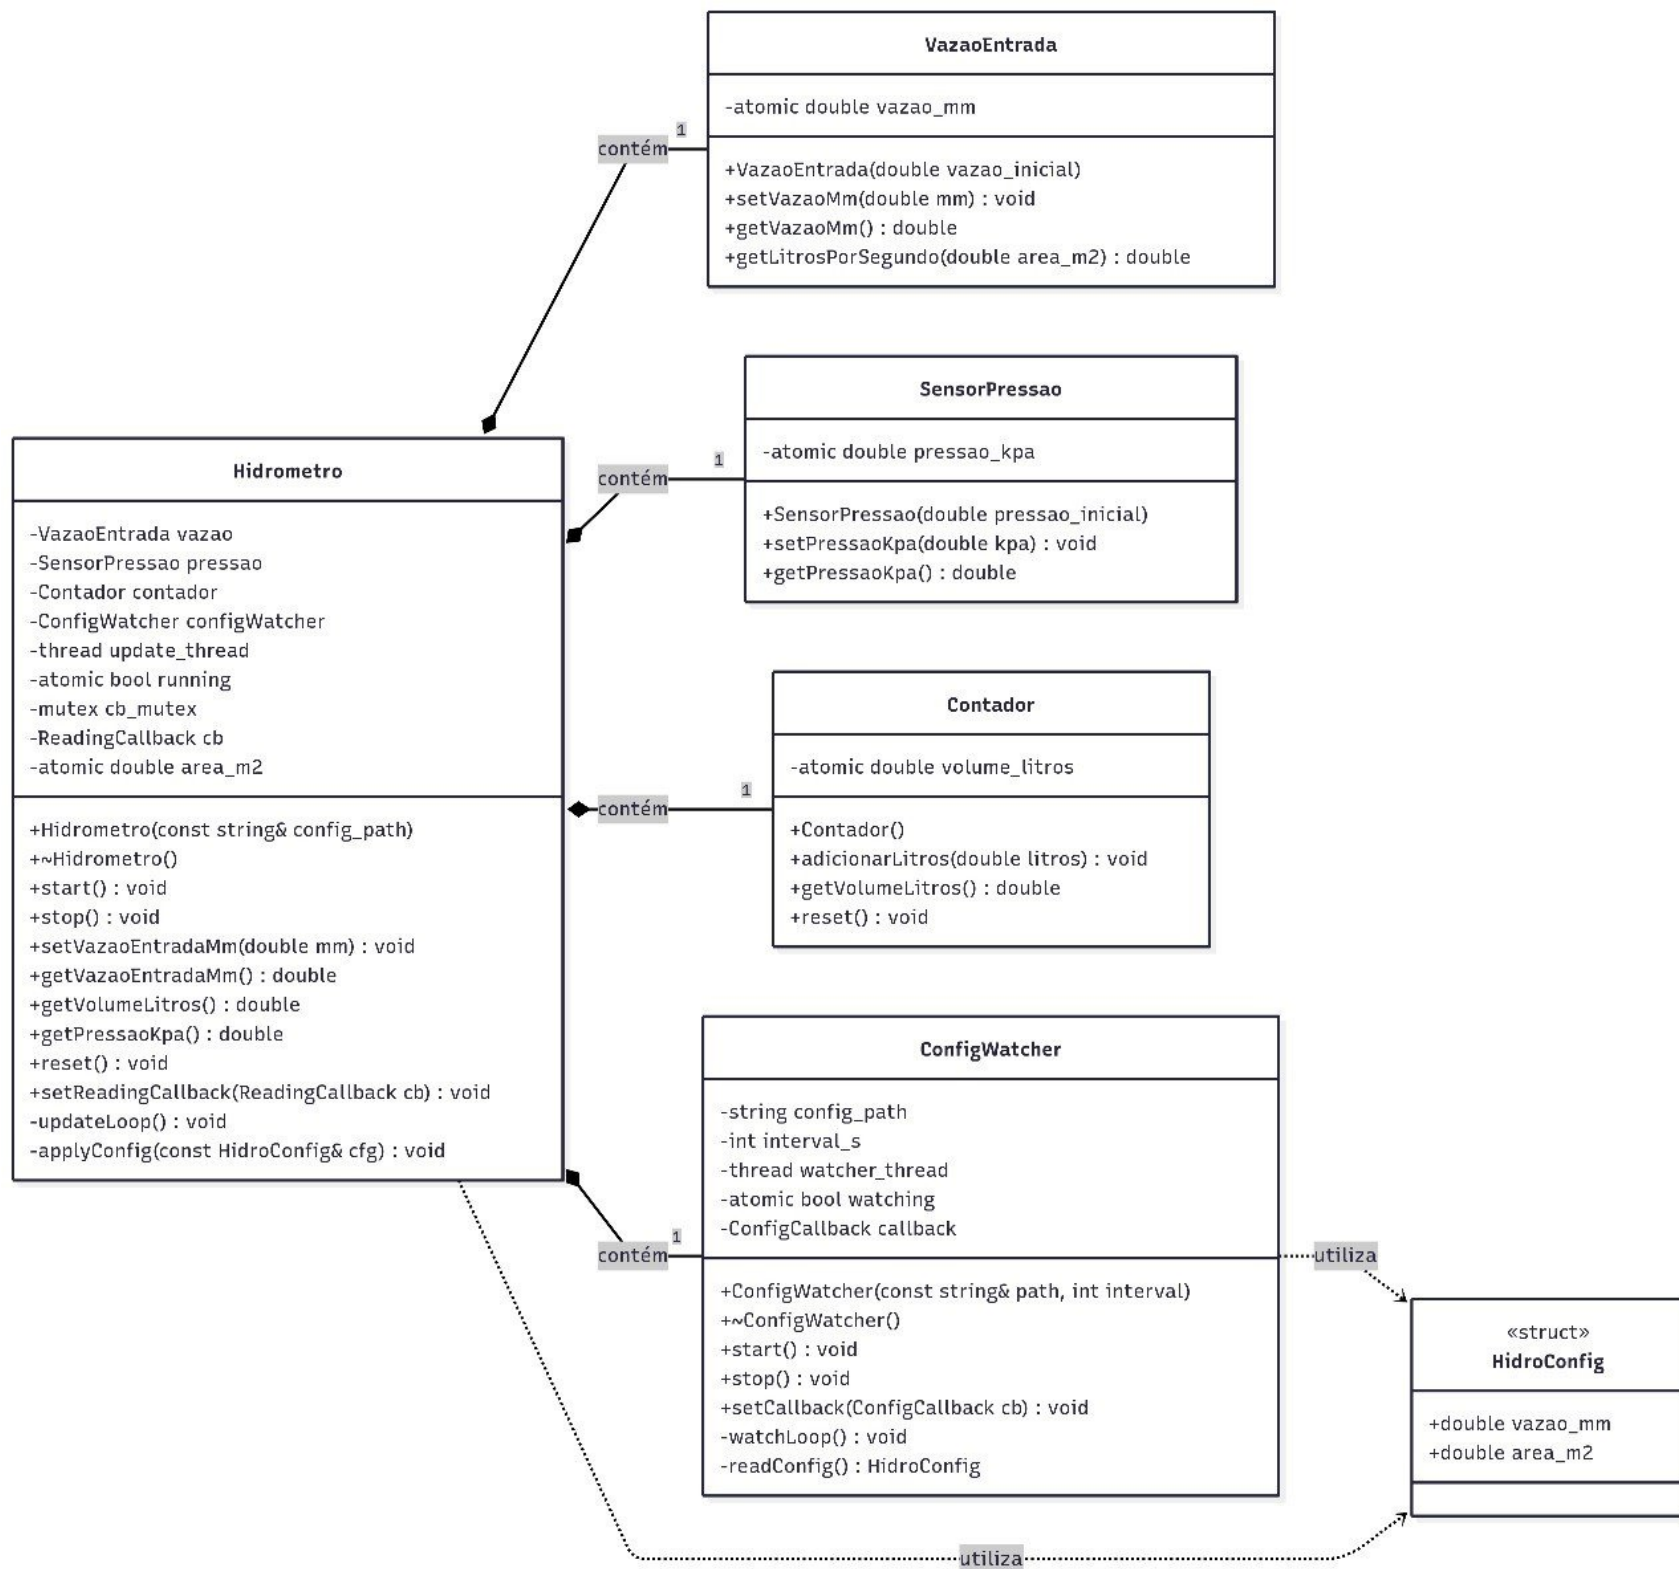 VazaoEntrada
-atomic double vazao_mm
+VazaoEntrada(double vazao_inicial)
+setVazaoMm(double mm) : void
+getVazaoMm() : double
+getLitrosPorSegundo(double area_m2) : double
contém
1
SensorPressao
-atomic double pressao_kpa
+SensorPressao(double pressao_inicial)
+setPressaoKpa(double kpa) : void
+getPressaoKpa() : double
contém
1
Hidrometro
-VazaoEntrada vazao
-SensorPressao pressao
-Contador contador
-ConfigWatcher configWatcher
-thread update_thread
-atomic bool running
-mutex cb_mutex
-ReadingCallback cb
-atomic double area_m2
+Hidrometro(const string& config_path)
+~Hidrometro()
+start() : void
+stop() : void
+setVazaoEntradaMm(double mm) : void
+getVazaoEntradaMm() : double
+getVolumeLitros() : double
+getPressaoKpa() : double
+reset() : void
+setReadingCallback(ReadingCallback cb) : void
-updateLoop() : void
-applyConfig(const HidroConfig& cfg) : void
contém
1
Contador
-atomic double volume_litros
+Contador()
+adicionarLitros(double litros) : void
+getVolumeLitros() : double
+reset() : void
contém
1
ConfigWatcher
-string config_path
-int interval_s
-thread watcher_thread
-atomic bool watching
-ConfigCallback callback
+ConfigWatcher(const string& path, int interval)
+~ConfigWatcher()
+start() : void
+stop() : void
+setCallback(ConfigCallback cb) : void
-watchLoop() : void
-readConfig() : HidroConfig
utiliza
«struct»
HidroConfig
+double vazao_mm
+double area_m2
utiliza